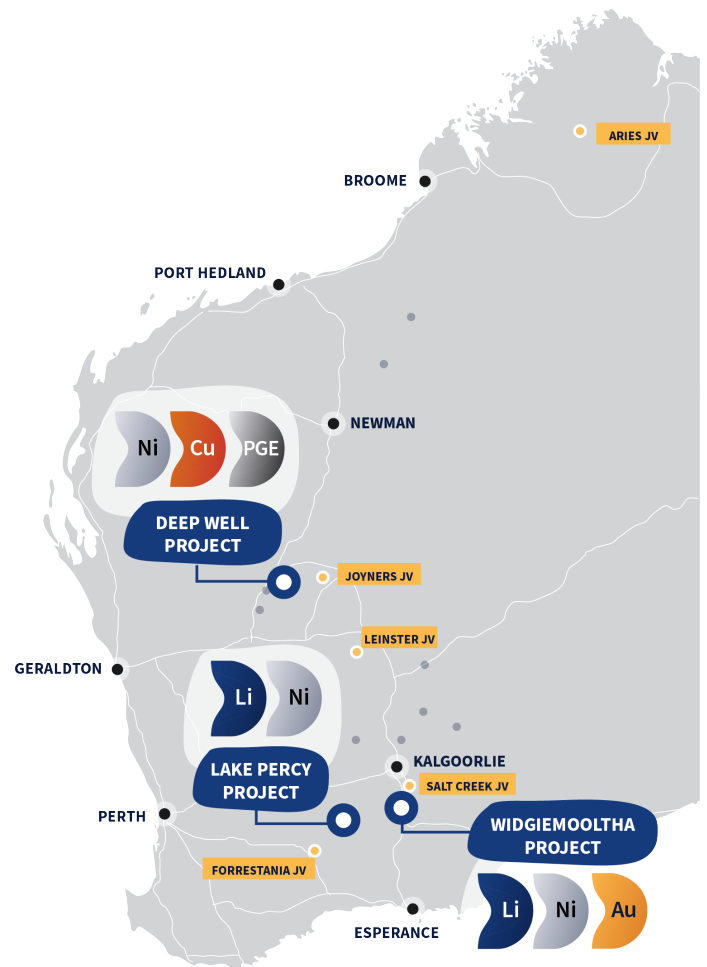 ARIES JV
BROOME
PORT HEDLAND
NEWMAN
Ni
Cu
PGE
DEEP WELL
PROJECT
JOYNERS JV
LEINSTER JV
GERALDTON
Li
Ni
KALGOORLIE
LAKE PERCY
PROJECT
SALT CREEK JV
PERTH
WIDGIEMOOLTHA
PROJECT
FORRESTANIA JV
Li
Ni
Au
ESPERANCE